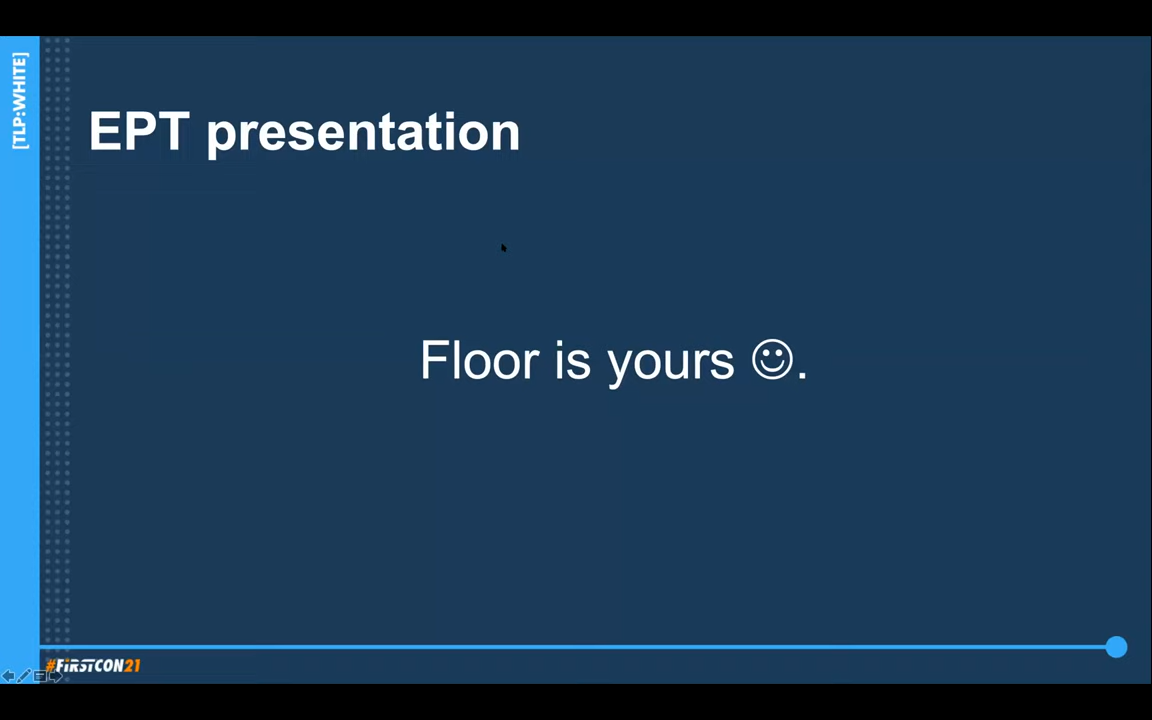 [TLP:WHITE]
EPT presentation
Floor is yours ☺.
#FIRSTCON21